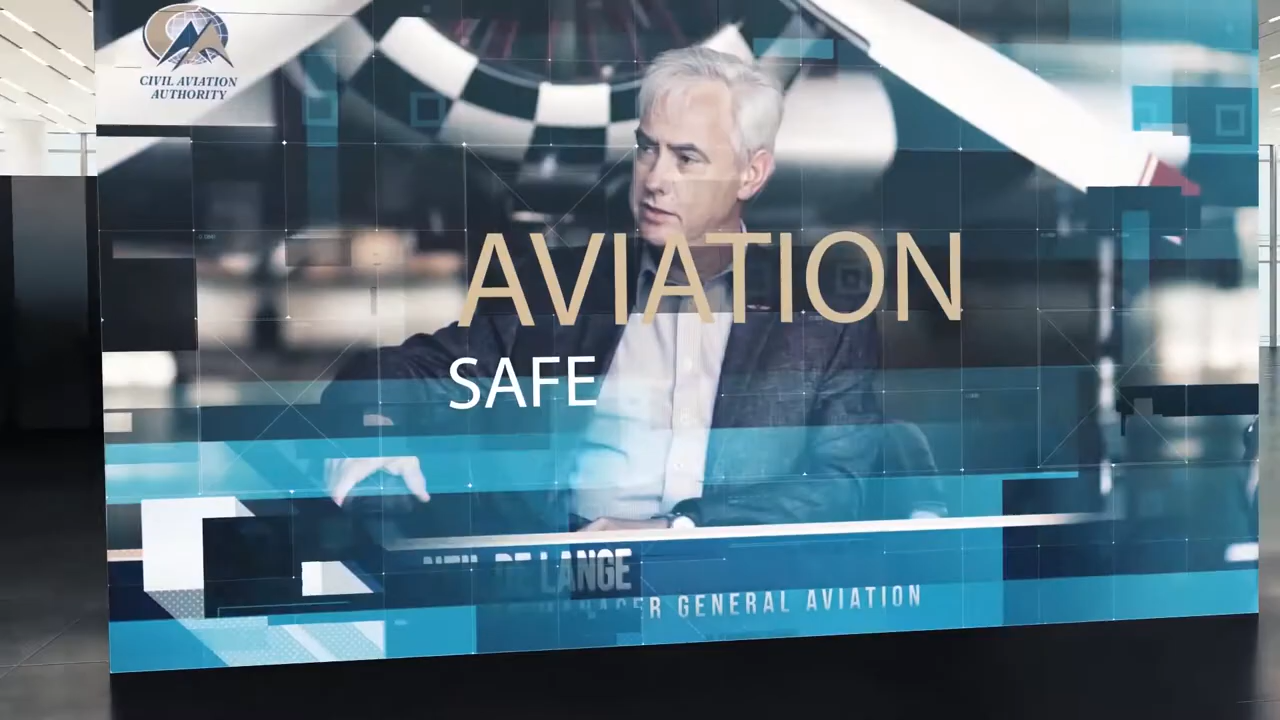 CIVIL AVIATION
AUTHORITY
AVIATION
SAFE
DE LANGE
GENERAL AVIATION